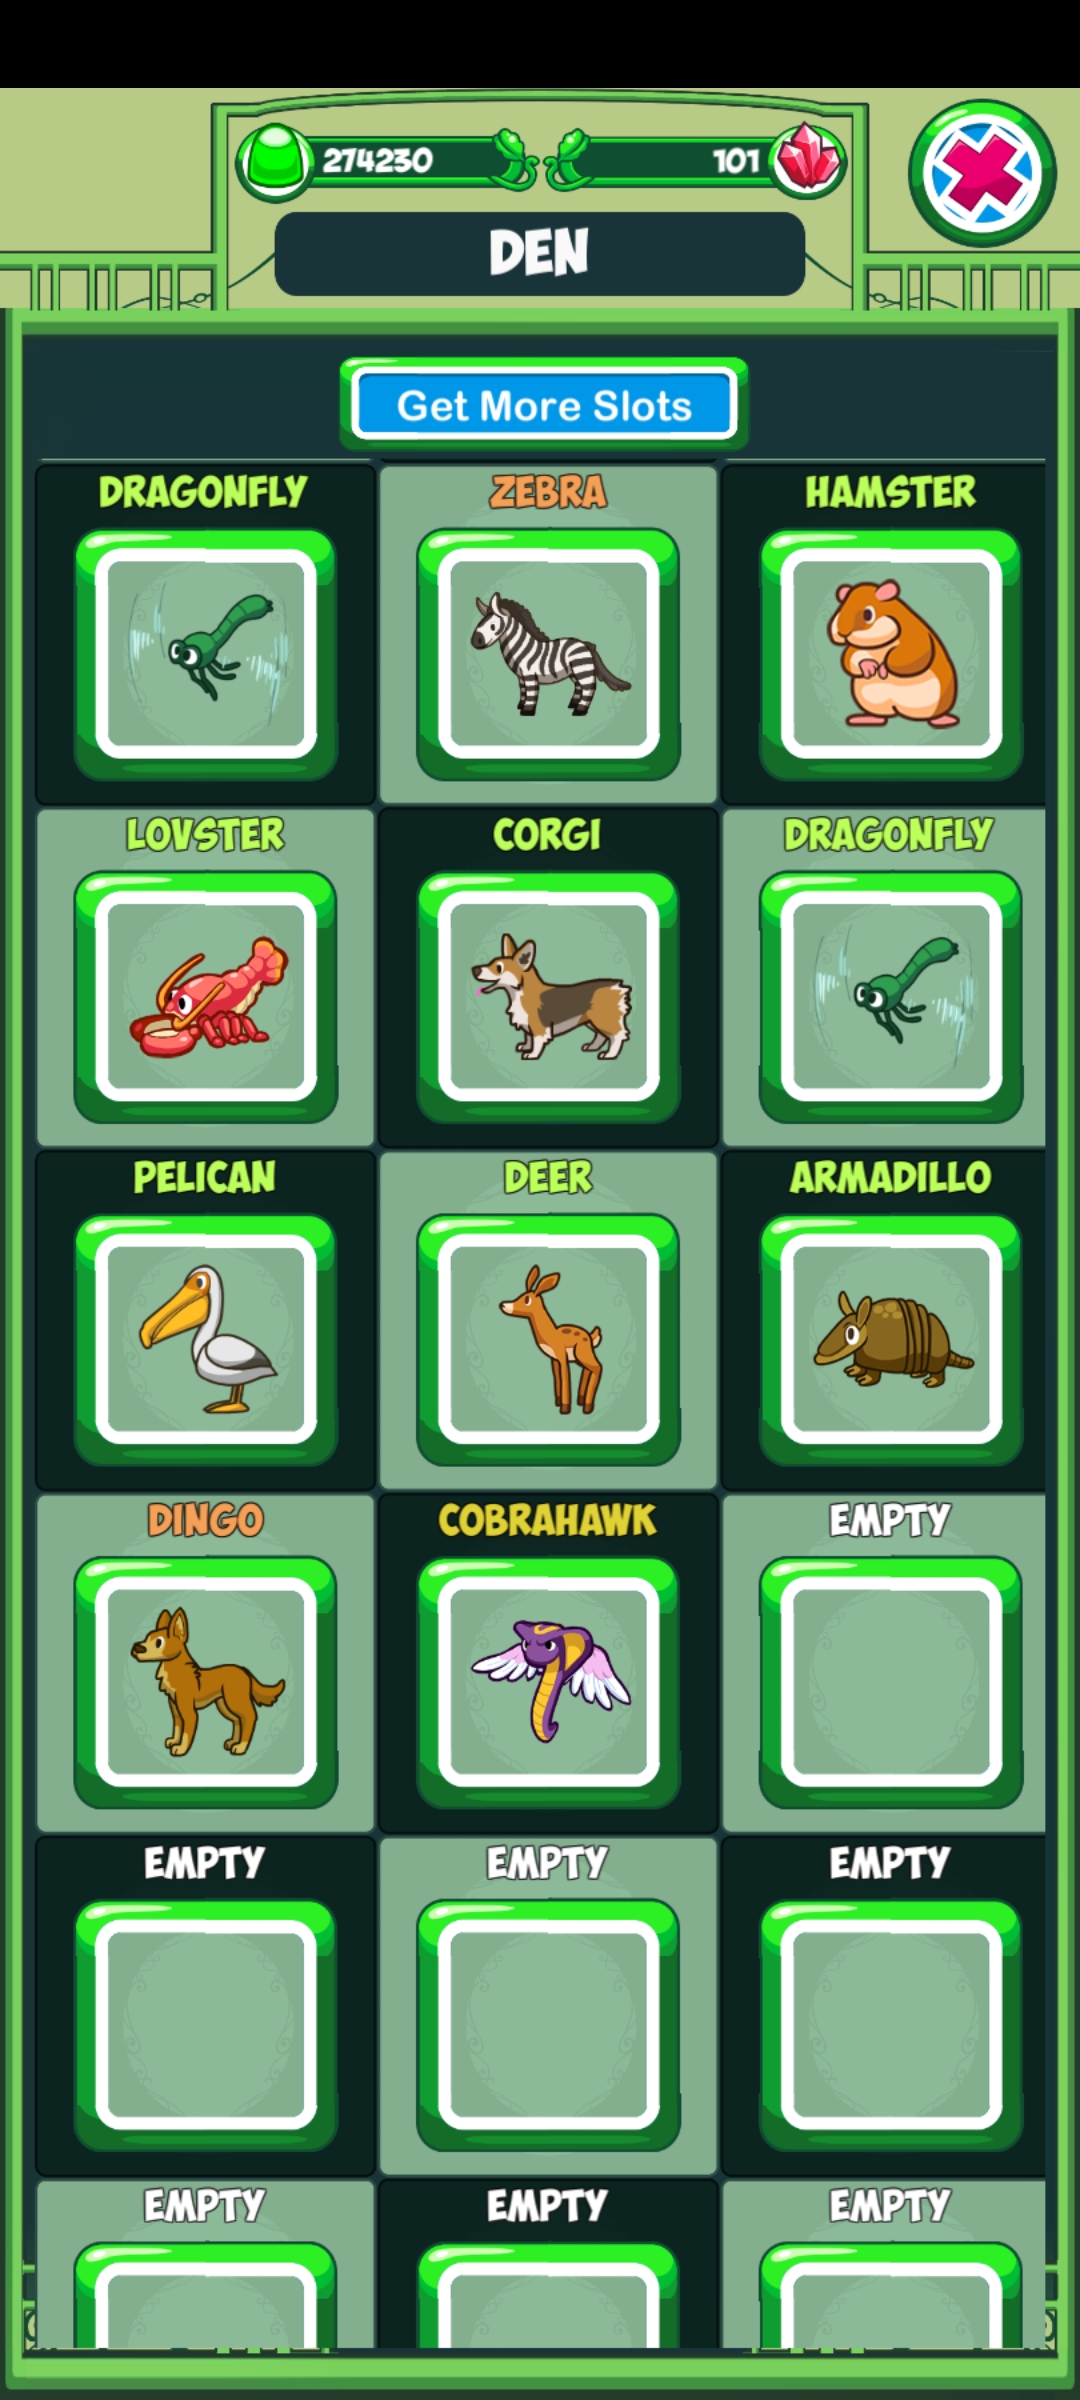 274230
101
DEN
Get More Slots
DRAGONFLY
ZEBRA
HAMSTER
LOVSTER
CORGI
DRAGONFLY
PELICAN
DEER
ARMADILLO
DINGO
COBRAHAWK
EMPTY
EMPTY
EMPTY
EMPTY
EMPTY
EMPTY
EMPTY